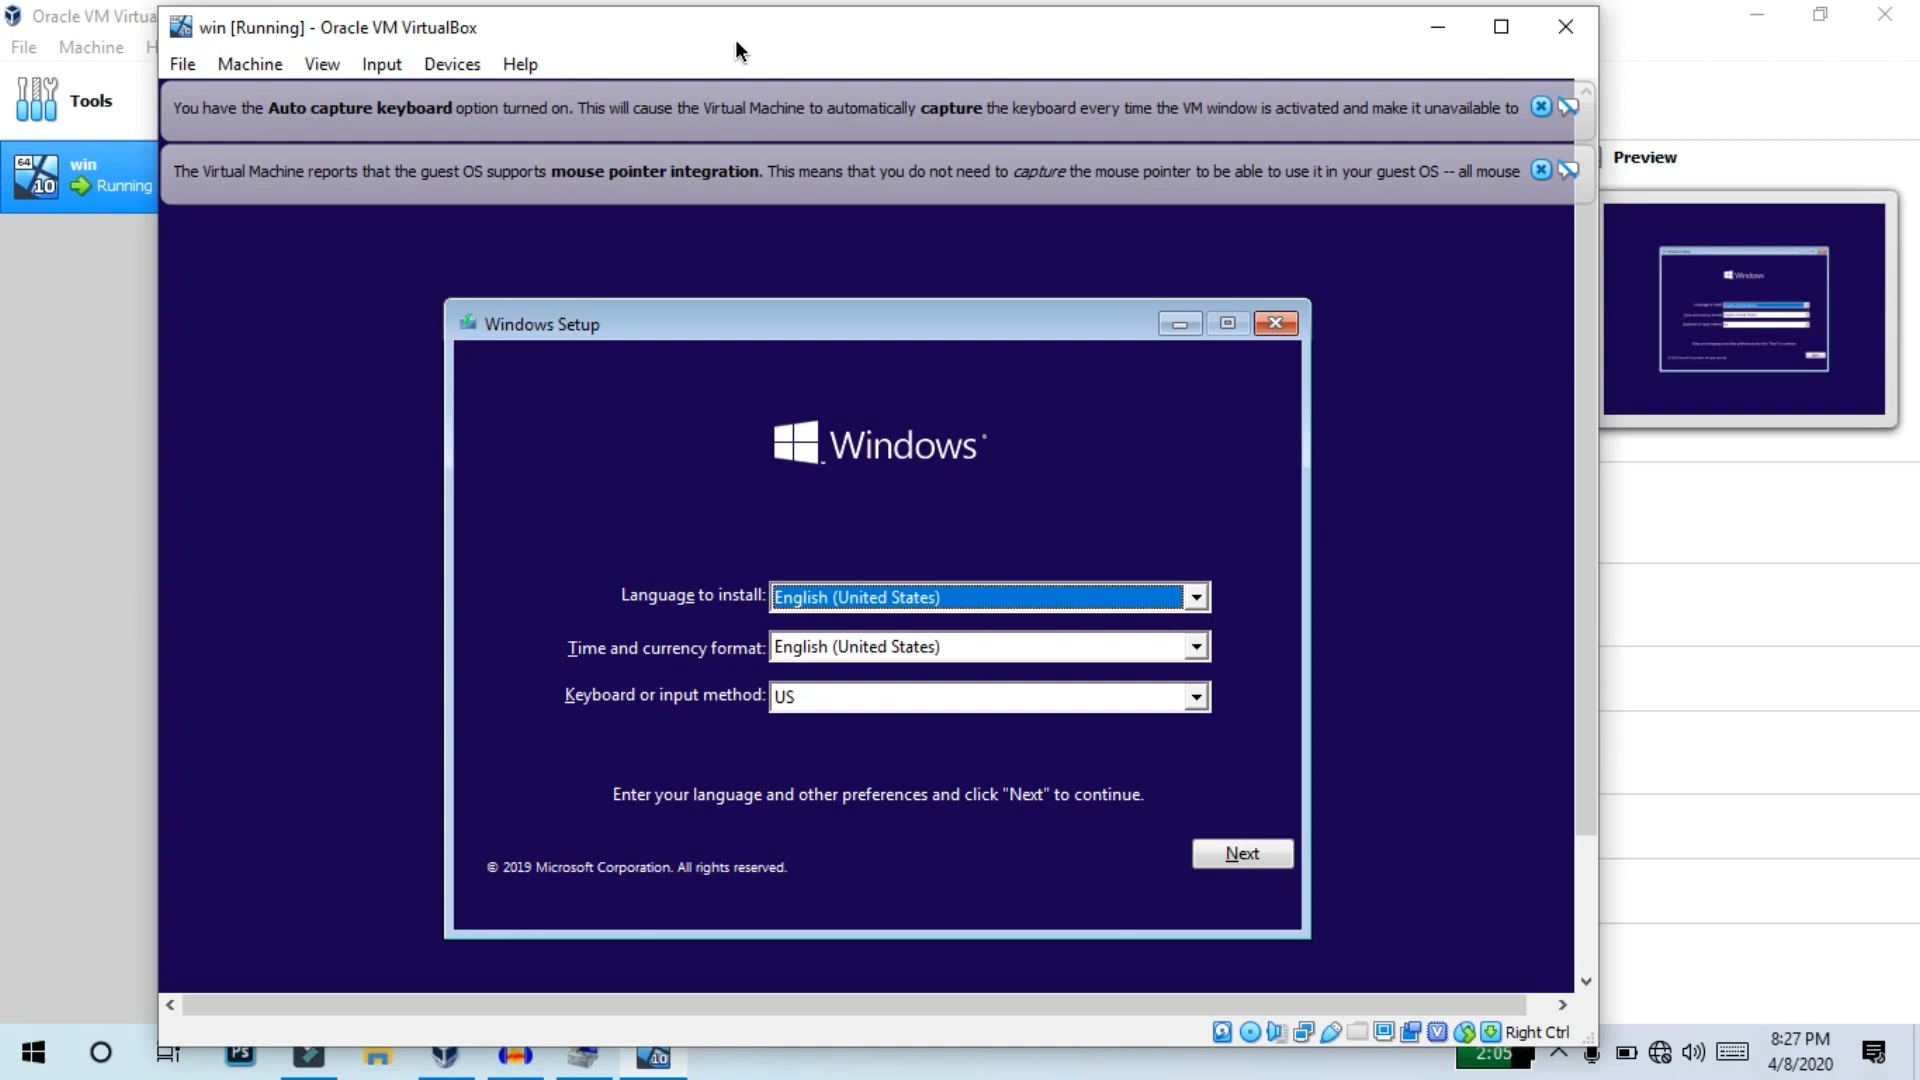 Oracle VM Virtua
File Machine H
Tools
64
10
win
Running
win [Running] - Oracle VM VirtualBox
File Machine View Input Devices Help
You have the Auto capture keyboard option turned on. This will cause the Virtual Machine to automatically capture the keyboard every time the VM window is activated and make it unavailable to
The Virtual Machine reports that the guest OS supports mouse pointer integration. This means that you do not need to capture the mouse pointer to be able to use it in your guest OS -- all mouse
Preview
Windows
Windows Setup
Windows
Language to install: English (United States)
Time and currency format: English (United States)
Keyboard or input method: US
Enter your language and other preferences and click "Next" to continue.
Next
© 2019 Microsoft Corporation. All rights reserved.
Right Ctrl
Ps
10
2:05
8:27 PM
4/8/2020